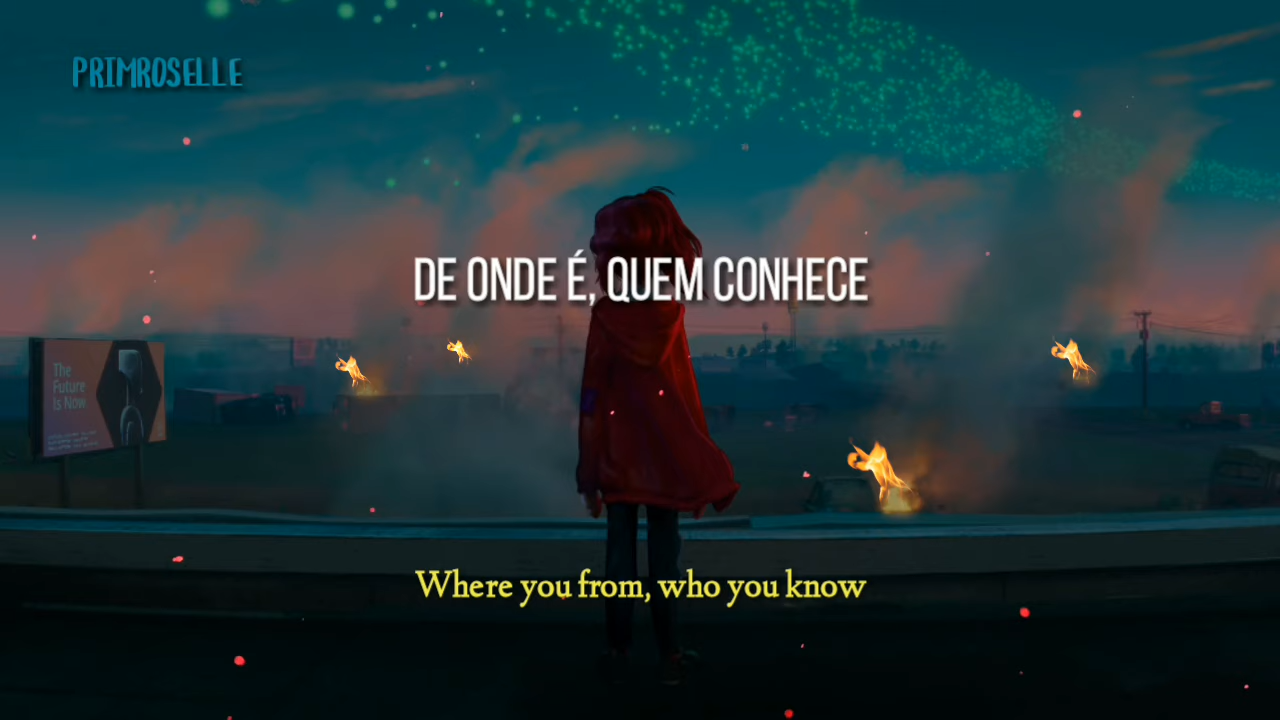 PRIMROSELLE
DE ONDE É, QUEM CONHECE
The
Future
Is Now
Where you from, who you know